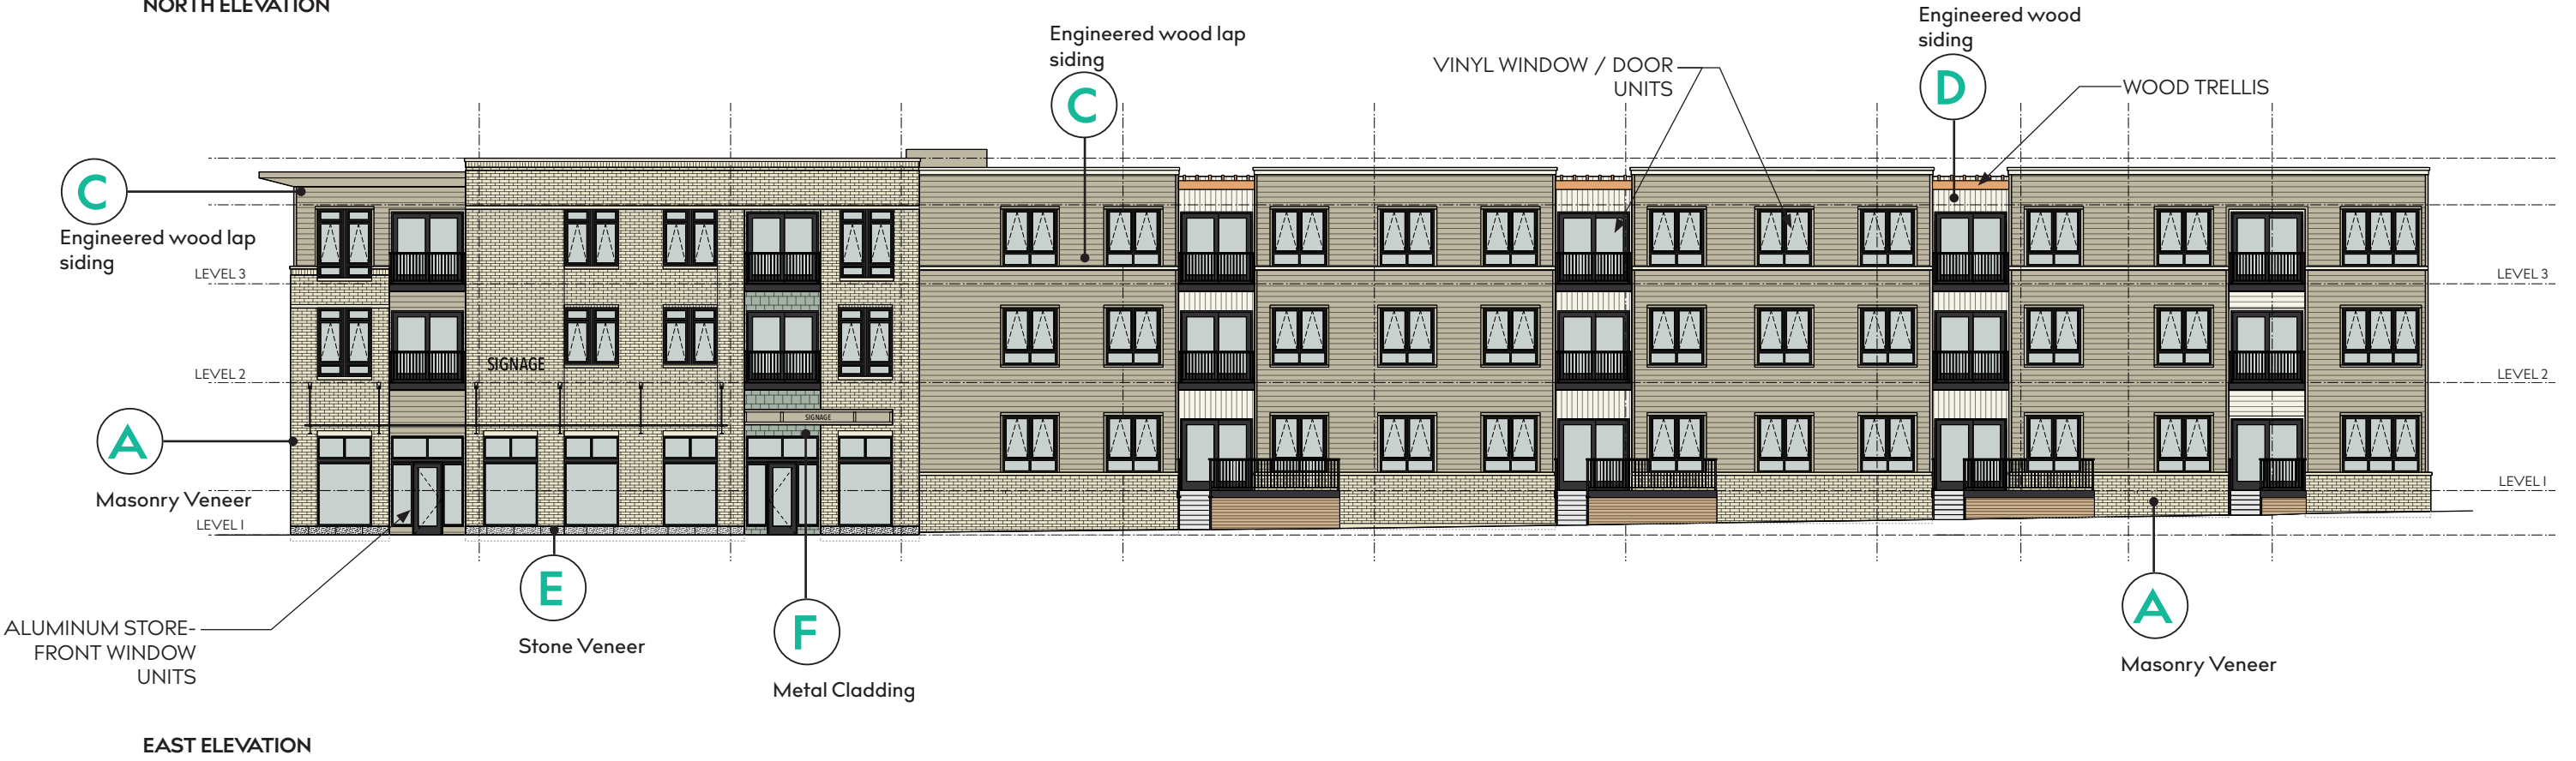 NORTH ELEVATION
Engineered wood lap
siding
C
VINYL WINDOW / DOOR
UNITS
Engineered wood
siding
D
WOOD TRELLIS
C
Engineered wood lap
siding
LEVEL 3
LEVEL 3
SIGNAGE
LEVEL 2
LEVEL 2
SIGNAGE
A
Masonry Veneer
LEVEL 1
LEVEL 1
E
Stone Veneer
F
Metal Cladding
A
Masonry Veneer
ALUMINUM STORE-
FRONT WINDOW
UNITS
EAST ELEVATION